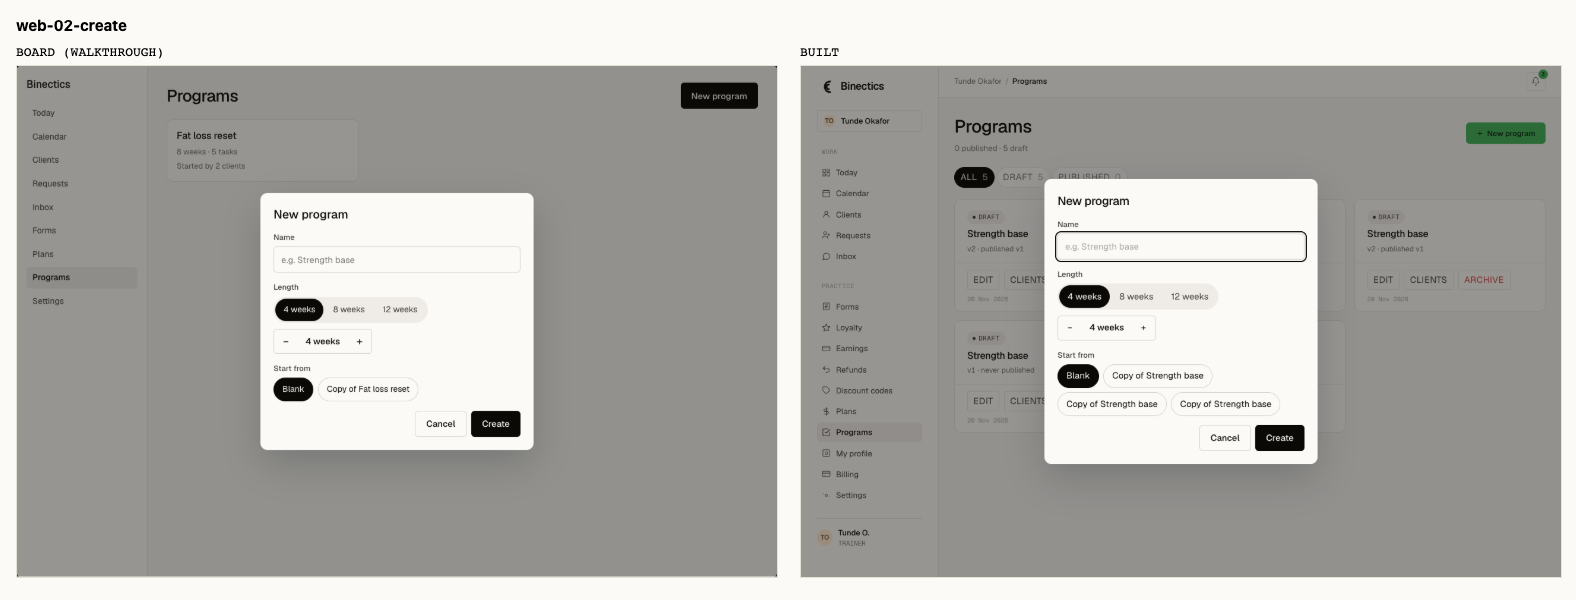 web-02-create
BOARD (WALKTHROUGH)
Binectics
Today
Calendar
Clients
Requests
Inbox
Forms
Plans
Programs
Settings
Programs
New program
Fat loss reset
8 weeks · 5 tasks
Started by 2 clients
New program
Name
e.g. Strength base
Length
4 weeks 8 weeks 12 weeks
− 4 weeks +
Start from
Blank Copy of Fat loss reset
Cancel Create
BUILT
Binectics
TO Tunde Okafor
WORK
Today
Calendar
Clients
Requests
Inbox
PRACTICE
Forms
Loyalty
Earnings
Refunds
Discount codes
Plans
Programs
My profile
Billing
Settings
TO Tunde O.
TRAINER
Tunde Okafor / Programs
Programs
0 published · 5 draft
+ New program
ALL 5 DRAFT 5 PUBLISHED 0
DRAFT
Strength base
v2 · published v1
EDIT CLIENTS
DRAFT
Strength base
v2 · published v1
EDIT CLIENTS ARCHIVE
DRAFT
Strength base
v1 · never published
EDIT CLIENTS
New program
Name
e.g. Strength base
Length
4 weeks 8 weeks 12 weeks
− 4 weeks +
Start from
Blank Copy of Strength base
Copy of Strength base Copy of Strength base
Cancel Create